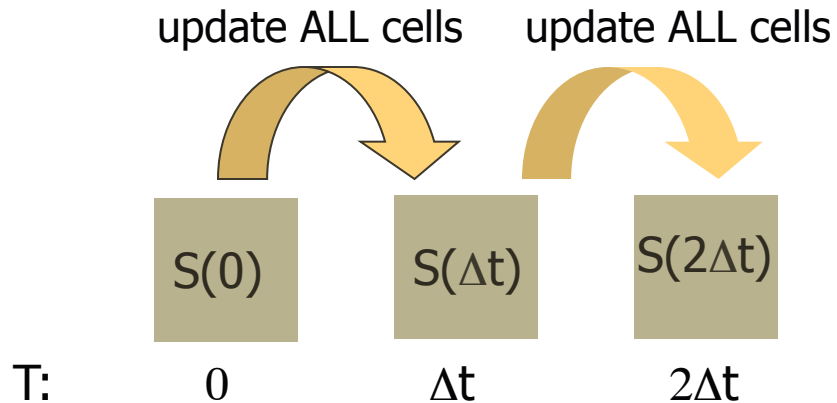 update ALL cells update ALL cells
S(0) S(Δt) S(2Δt)
T: 0 Δt 2Δt